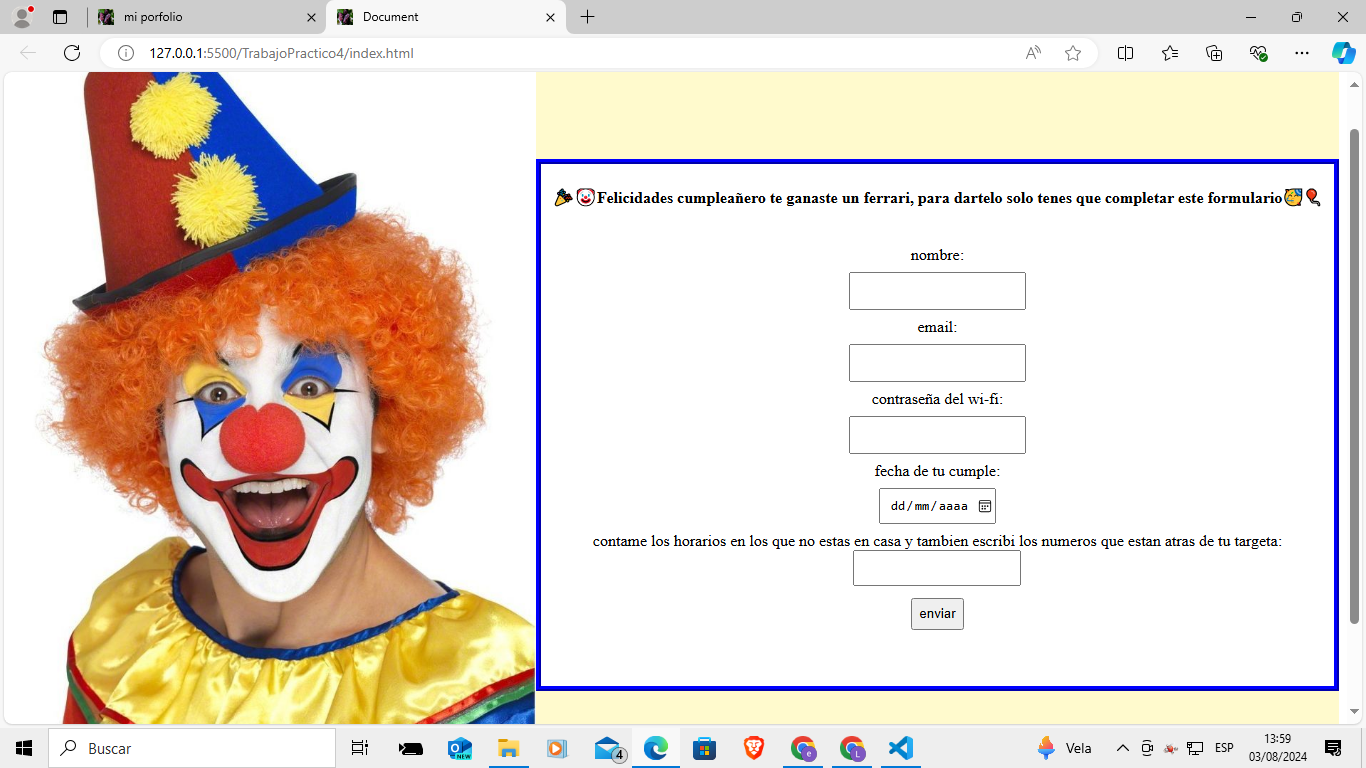 mi porfolio
Document
127.0.0.1:5500/TrabajoPractico4/index.html
🎉🤡Felicidades cumpleañero te ganaste un ferrari, para dartelo solo tenes que completar este formulario🥳🎈
nombre:
email:
contraseña del wi-fi:
fecha de tu cumple:
dd/mm/aaaa
contame los horarios en los que no estas en casa y tambien escribi los numeros que estan atras de tu targeta:
enviar
Buscar
NEW
4
e
L
Vela
ESP
13:59
03/08/2024